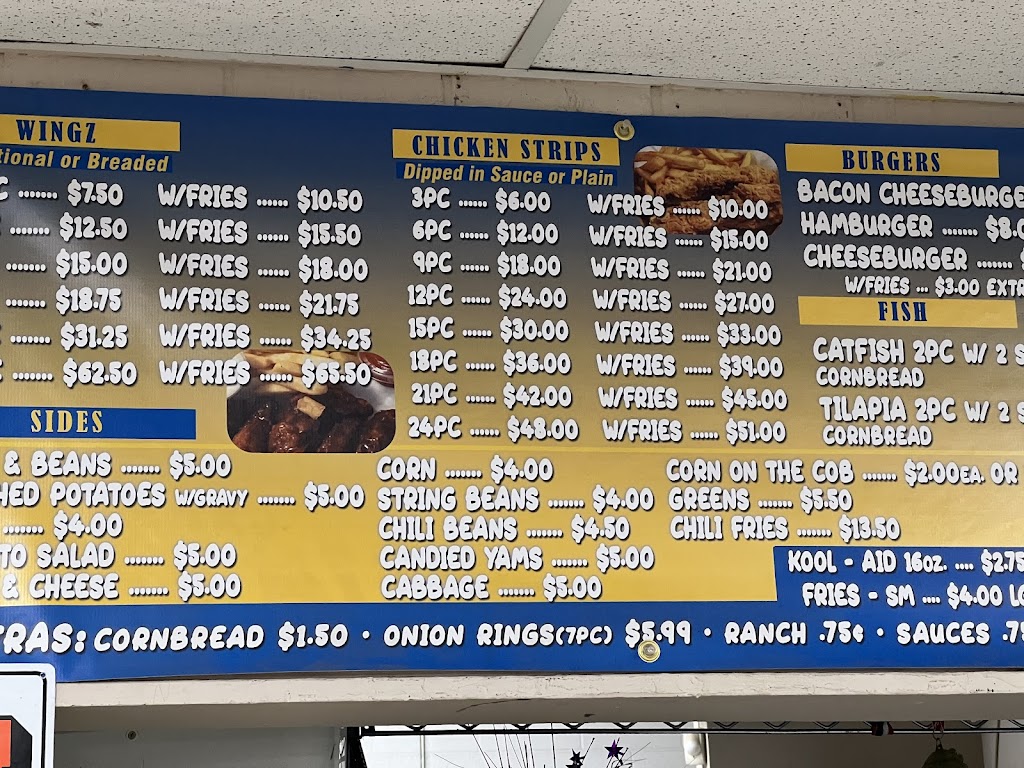 WINGZ
or Breaded
$7.50 W/FRIES ...... $10.50
$12.50 W/FRIES ...... $15.50
$15.00 W/FRIES ...... $18.00
$18.75 W/FRIES ...... $21.75
$31.25 W/FRIES ...... $34.25
$62.50 W/FRIES ...... $65.50
CHICKEN STRIPS
Dipped in Sauce or Plain
3PC ...... $6.00 W/FRIES ...... $10.00
6PC ...... $12.00 W/FRIES ...... $15.00
9PC ...... $18.00 W/FRIES ...... $21.00
12PC ...... $24.00 W/FRIES ...... $27.00
15PC ...... $30.00 W/FRIES ...... $33.00
18PC ...... $36.00 W/FRIES ...... $39.00
21PC ...... $42.00 W/FRIES ...... $45.00
24PC ...... $48.00 W/FRIES ...... $51.00
BURGERS
BACON
HAMBURGER .......
CHEESEBURGER .......
W/FRIES ... $3.00
FISH
CATFISH 2PC W/ 2
CORNBREAD
TILAPIA 2PC W/ 2
CORNBREAD
SIDES
& BEANS ....... $5.00
POTATOES W/GRAVY ....... $5.00
....... $4.00
SALAD ....... $5.00
& CHEESE ....... $5.00
CORN ....... $4.00
STRING BEANS ....... $4.00
CHILI BEANS ....... $4.50
CANDIED YAMS ....... $5.00
CABBAGE ....... $5.00
CORN ON THE COB ....... $2.00EA. OR
GREENS ....... $5.50
CHILI FRIES ....... $13.50
KOOL - AID 16oz. .... $2.75
FRIES - SM .... $4.00
CORNBREAD $1.50 • ONION RINGS(7PC) $5.99 • RANCH .75¢ • SAUCES